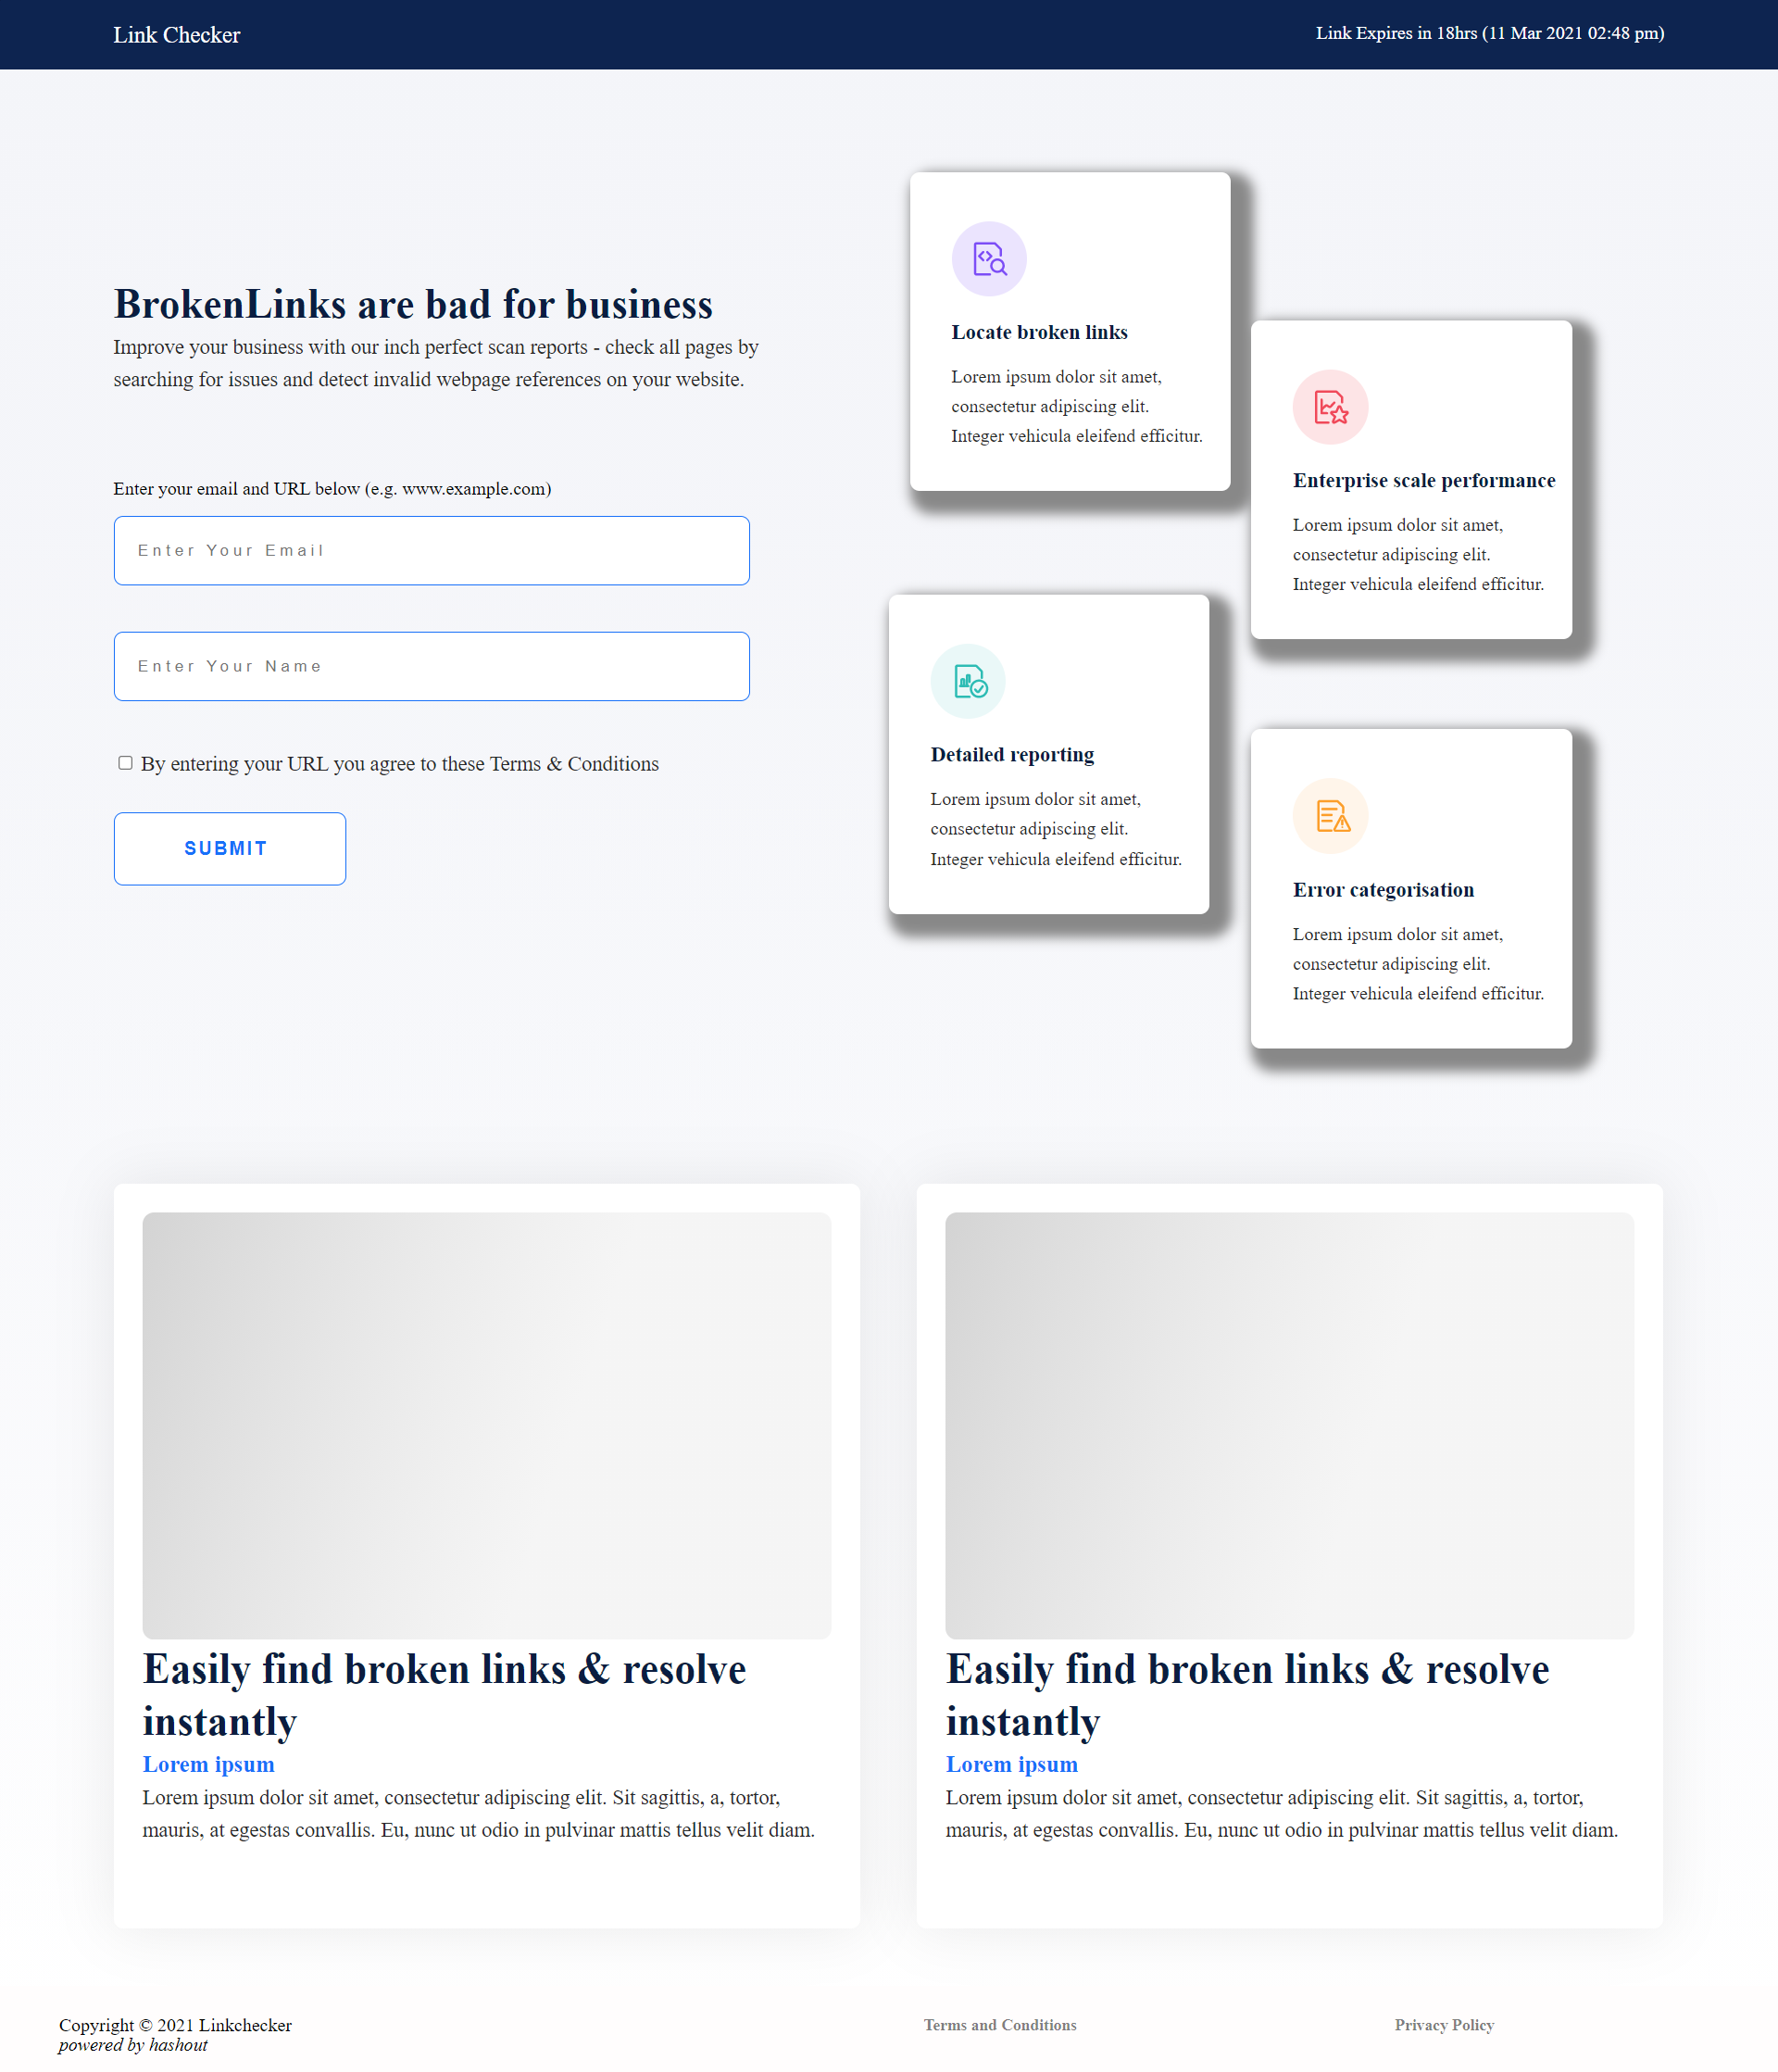 Link Checker
Link Expires in 18hrs (11 Mar 2021 02:48 pm)
BrokenLinks are bad for business
Improve your business with our inch perfect scan reports - check all pages by
searching for issues and detect invalid webpage references on your website.
Enter your email and URL below (e.g. www.example.com)
Enter Your Email
Enter Your Name
By entering your URL you agree to these Terms & Conditions
SUBMIT
Locate broken links
Lorem ipsum dolor sit amet,
consectetur adipiscing elit.
Integer vehicula eleifend efficitur.
Enterprise scale performance
Lorem ipsum dolor sit amet,
consectetur adipiscing elit.
Integer vehicula eleifend efficitur.
Detailed reporting
Lorem ipsum dolor sit amet,
consectetur adipiscing elit.
Integer vehicula eleifend efficitur.
Error categorisation
Lorem ipsum dolor sit amet,
consectetur adipiscing elit.
Integer vehicula eleifend efficitur.
Easily find broken links & resolve
instantly
Lorem ipsum
Lorem ipsum dolor sit amet, consectetur adipiscing elit. Sit sagittis, a, tortor,
mauris, at egestas convallis. Eu, nunc ut odio in pulvinar mattis tellus velit diam.
Easily find broken links & resolve
instantly
Lorem ipsum
Lorem ipsum dolor sit amet, consectetur adipiscing elit. Sit sagittis, a, tortor,
mauris, at egestas convallis. Eu, nunc ut odio in pulvinar mattis tellus velit diam.
Copyright © 2021 Linkchecker
powered by hashout
Terms and Conditions
Privacy Policy